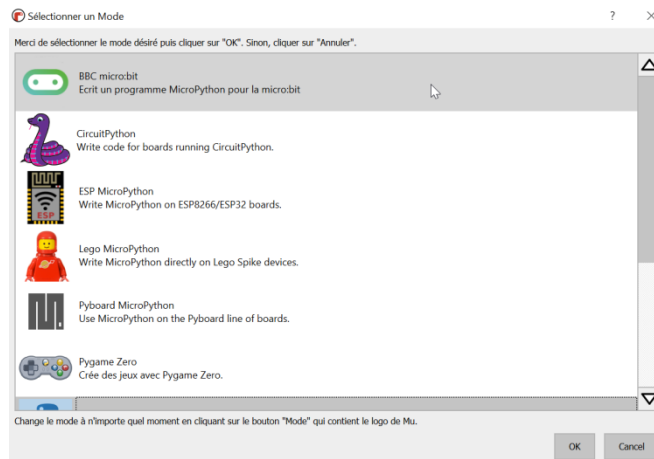 Sélectionner un Mode
Merci de sélectionner le mode désiré puis cliquer sur "OK". Sinon, cliquer sur "Annuler".
BBC micro:bit
Ecrit un programme MicroPython pour la micro:bit
CircuitPython
Write code for boards running CircuitPython.
ESP MicroPython
Write MicroPython on ESP8266/ESP32 boards.
ESP
Lego MicroPython
Write MicroPython directly on Lego Spike devices.
Pyboard MicroPython
Use MicroPython on the Pyboard line of boards.
Pygame Zero
Crée des jeux avec Pygame Zero.
Change le mode à n'importe quel moment en cliquant sur le bouton "Mode" qui contient le logo de Mu.
OK Cancel